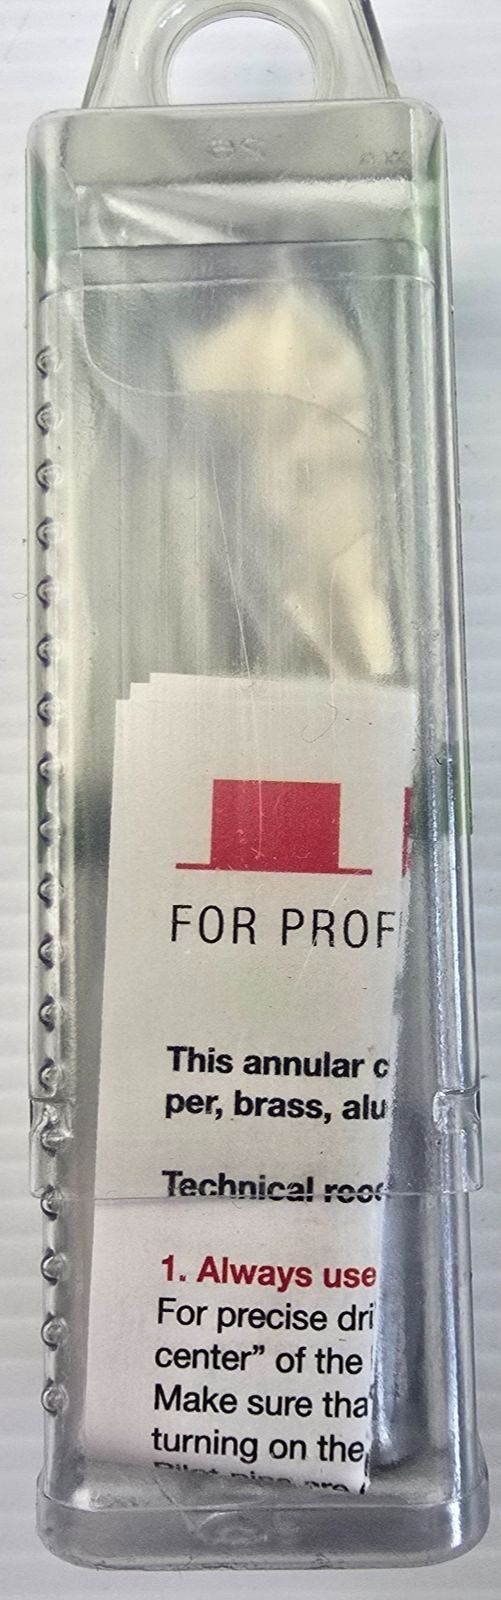 FOR PROF
This annular c
per, brass, alu
Technical
1. Always use
For precise dri
center” of the
Make sure tha
turning on the